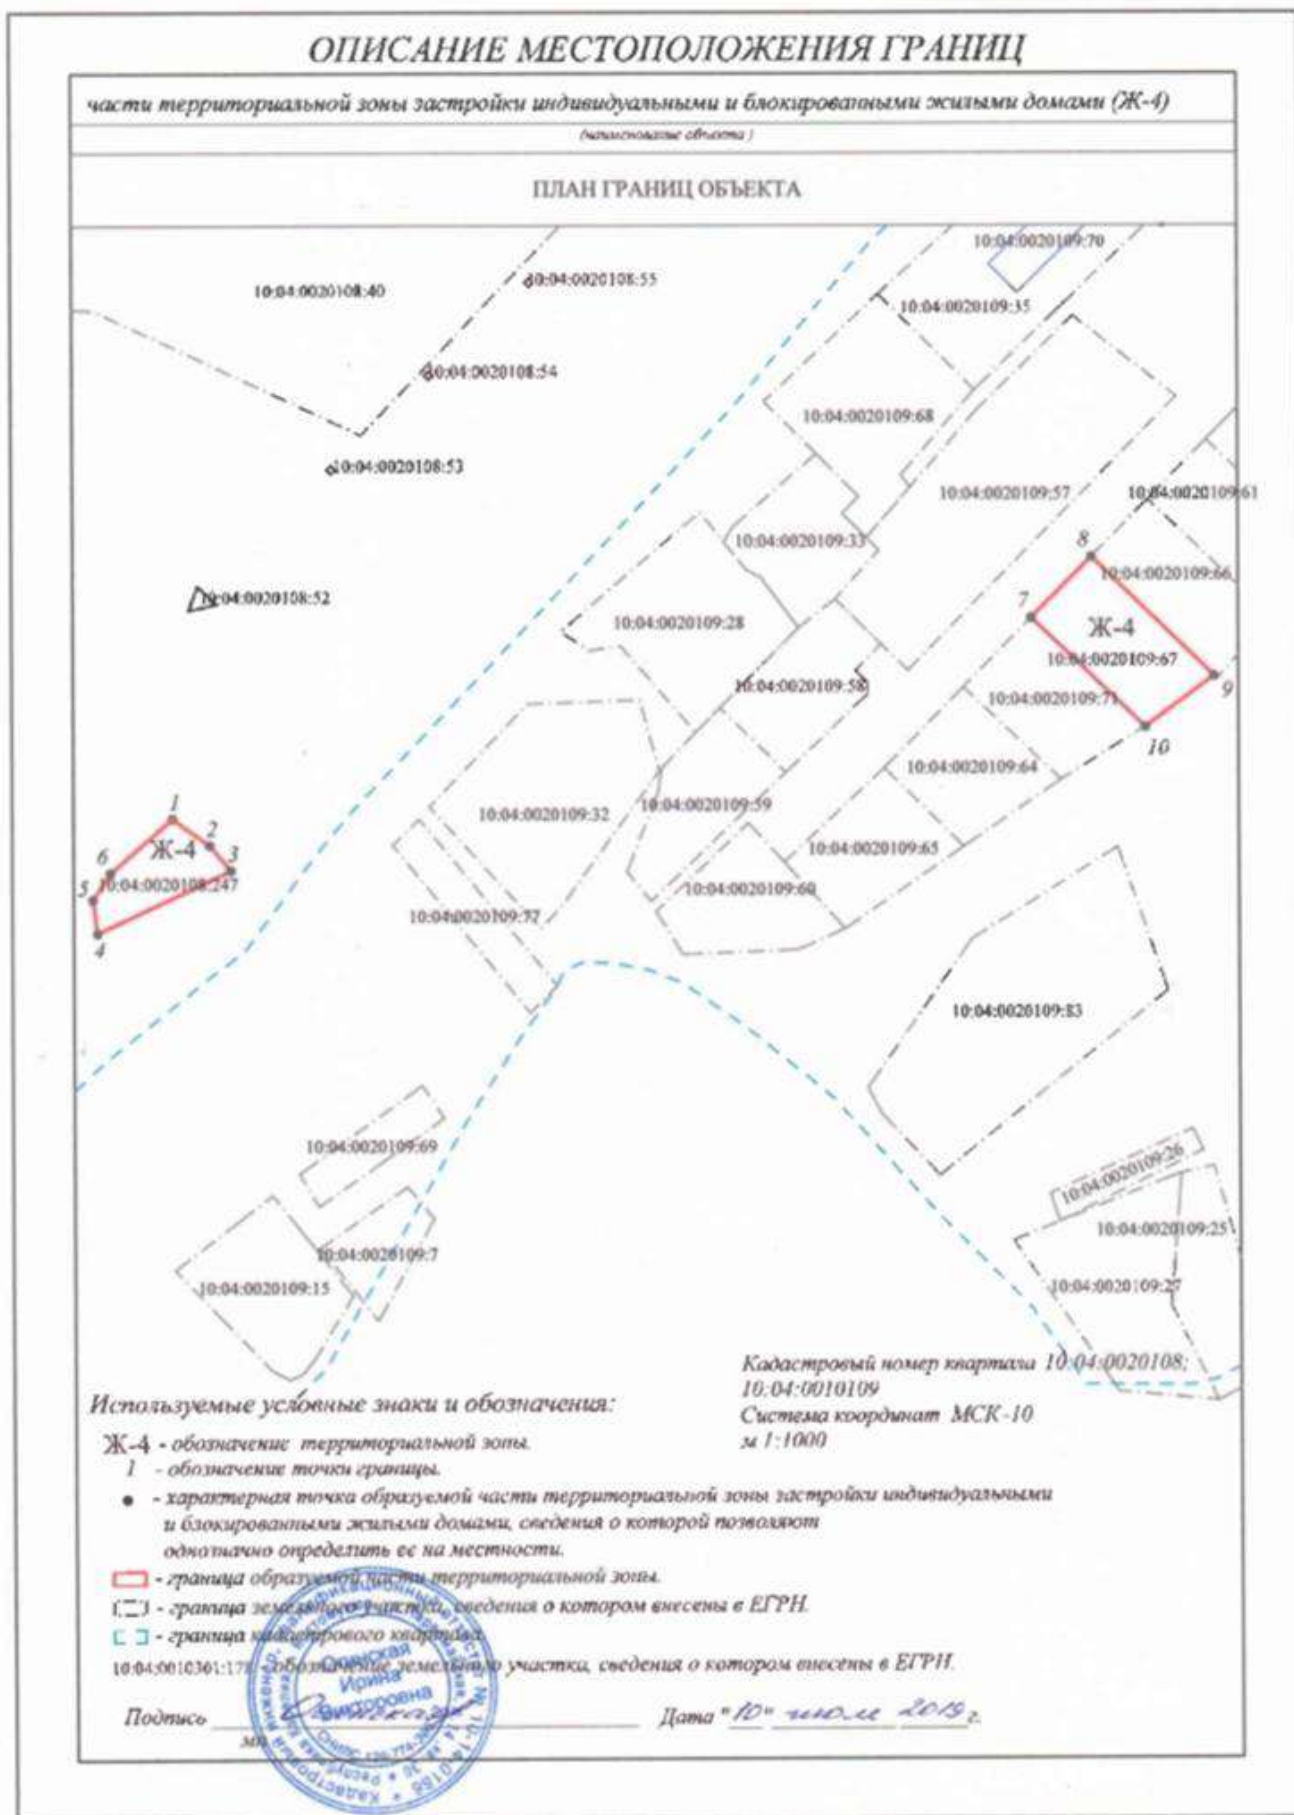 ОПИСАНИЕ МЕСТОПОЛОЖЕНИЯ ГРАНИЦ
части территориальной зоны застройки индивидуальными и блокированными жилыми домами (Ж-4)
(наименование объекта)
ПЛАН ГРАНИЦ ОБЪЕКТА
10:04:0020109:70
10:04:0020108:55
10:04:0020108:40
10:04:0020109:35
10:04:0020108:54
10:04:0020109:68
10:04:0020108:53
10:04:0020109:57
10:04:0020109:61
10:04:0020109:33
8
10:04:0020109:66
10:04:0020108:52
7
10:04:0020109:28
Ж-4
10:04:0020109:67
10:04:0020109:58
9
10:04:0020109:71
10
10:04:0020109:64
1
10:04:0020109:59
10:04:0020109:32
2
Ж-4
3
10:04:0020109:65
6
5
10:04:0020108:247
10:04:0020109:60
10:04:0020109:77
4
10:04:0020109:83
10:04:0020109:69
10:04:0020109:26
10:04:0020109:25
10:04:0020109:7
10:04:0020109:15
10:04:0020109:27
Кадастровый номер квартала 10:04:0020108;
10:04:0010109
Система координат МСК-10
м 1:1000
Используемые условные знаки и обозначения:
Ж-4 - обозначение территориальной зоны.
1 - обозначение точки границы.
- характерная точка образуемой части территориальной зоны застройки индивидуальными
и блокированными жилыми домами, сведения о которой позволяют
однозначно определить ее на местности.
- граница образуемой части территориальной зоны.
- граница земельного участка, сведения о котором внесены в ЕГРН.
- граница кадастрового квартала
10:04:0010301:17 обозначение земельного участка, сведения о котором внесены в ЕГРН.
Ирина
Викторовна
Кадастровый инженер
Подпись
Дата "10" июля 2019 г.